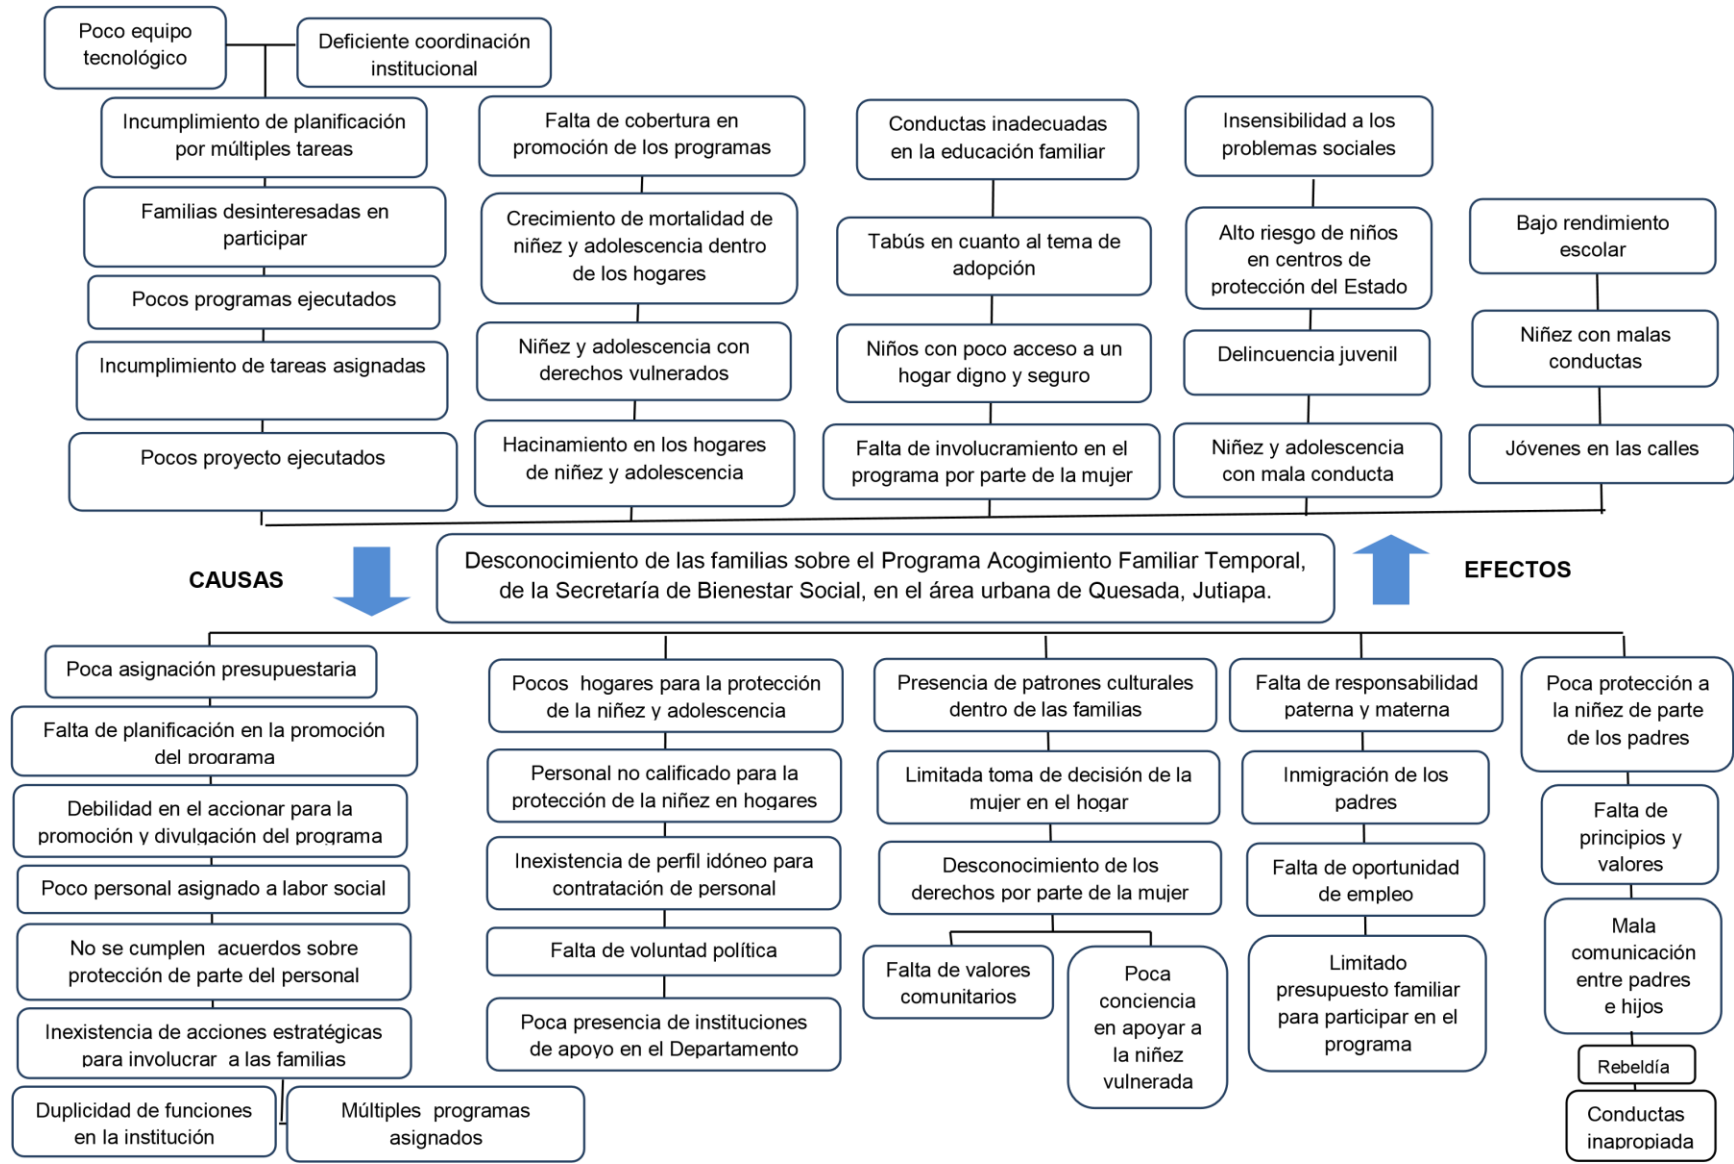 Poco equipo
tecnológico
Deficiente coordinación
institucional
Incumplimiento de planificación
por múltiples tareas
Familias desinteresadas en
participar
Pocos programas ejecutados
Incumplimiento de tareas asignadas
Pocos proyecto ejecutados
Falta de cobertura en
promoción de los programas
Crecimiento de mortalidad de
niñez y adolescencia dentro
de los hogares
Niñez y adolescencia con
derechos vulnerados
Hacinamiento en los hogares
de niñez y adolescencia
Conductas inadecuadas
en la educación familiar
Tabús en cuanto al tema de
adopción
Niños con poco acceso a un
hogar digno y seguro
Falta de involucramiento en el
programa por parte de la mujer
Insensibilidad a los
problemas sociales
Alto riesgo de niños
en centros de
protección del Estado
Delincuencia juvenil
Niñez y adolescencia
con mala conducta
Bajo rendimiento
escolar
Niñez con malas
conductas
Jóvenes en las calles
CAUSAS
Desconocimiento de las familias sobre el Programa Acogimiento Familiar Temporal,
de la Secretaría de Bienestar Social, en el área urbana de Quesada, Jutiapa.
EFECTOS
Poca asignación presupuestaria
Falta de planificación en la promoción
del programa
Debilidad en el accionar para la
promoción y divulgación del programa
Poco personal asignado a labor social
No se cumplen acuerdos sobre
protección de parte del personal
Inexistencia de acciones estratégicas
para involucrar a las familias
Duplicidad de funciones
en la institución
Múltiples programas
asignados
Pocos hogares para la protección
de la niñez y adolescencia
Personal no calificado para la
protección de la niñez en hogares
Inexistencia de perfil idóneo para
contratación de personal
Falta de voluntad política
Poca presencia de instituciones
de apoyo en el Departamento
Presencia de patrones culturales
dentro de las familias
Limitada toma de decisión de la
mujer en el hogar
Desconocimiento de los
derechos por parte de la mujer
Falta de valores
comunitarios
Poca
conciencia
en apoyar a
la niñez
vulnerada
Falta de responsabilidad
paterna y materna
Inmigración de los
padres
Falta de oportunidad
de empleo
Limitado
presupuesto familiar
para participar en el
programa
Poca protección a
la niñez de parte
de los padres
Falta de
principios y
valores
Mala
comunicación
entre padres
e hijos
Rebeldía
Conductas
inapropiada